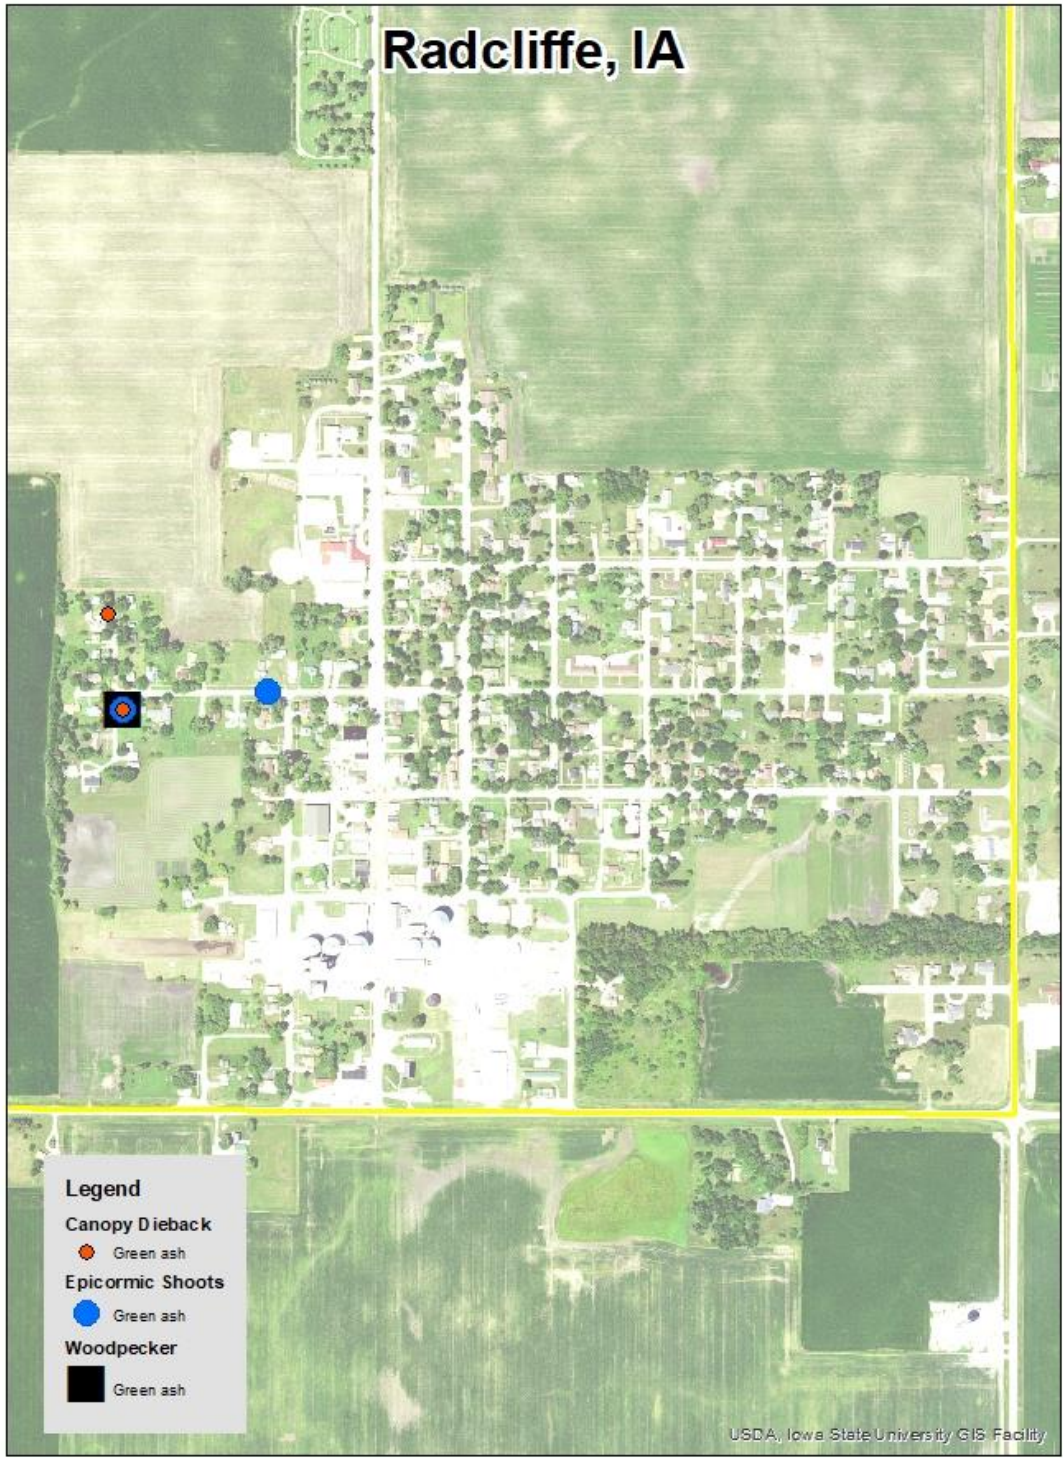 Radcliffe, IA
Legend
Canopy Dieback
Green ash
Epicormic Shoots
Green ash
Woodpecker
Green ash
USDA, Iowa State University GIS Facility